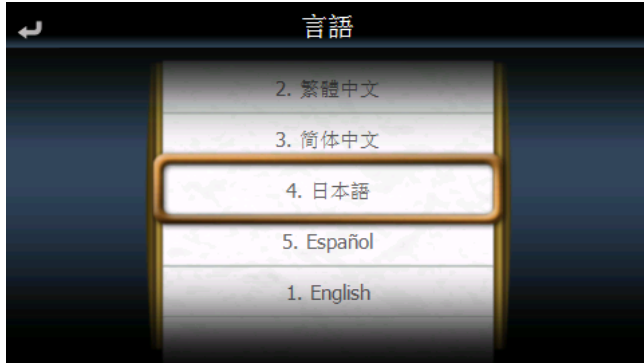 言語
2. 繁體中文
3. 简体中文
4. 日本語
5. Español
1. English